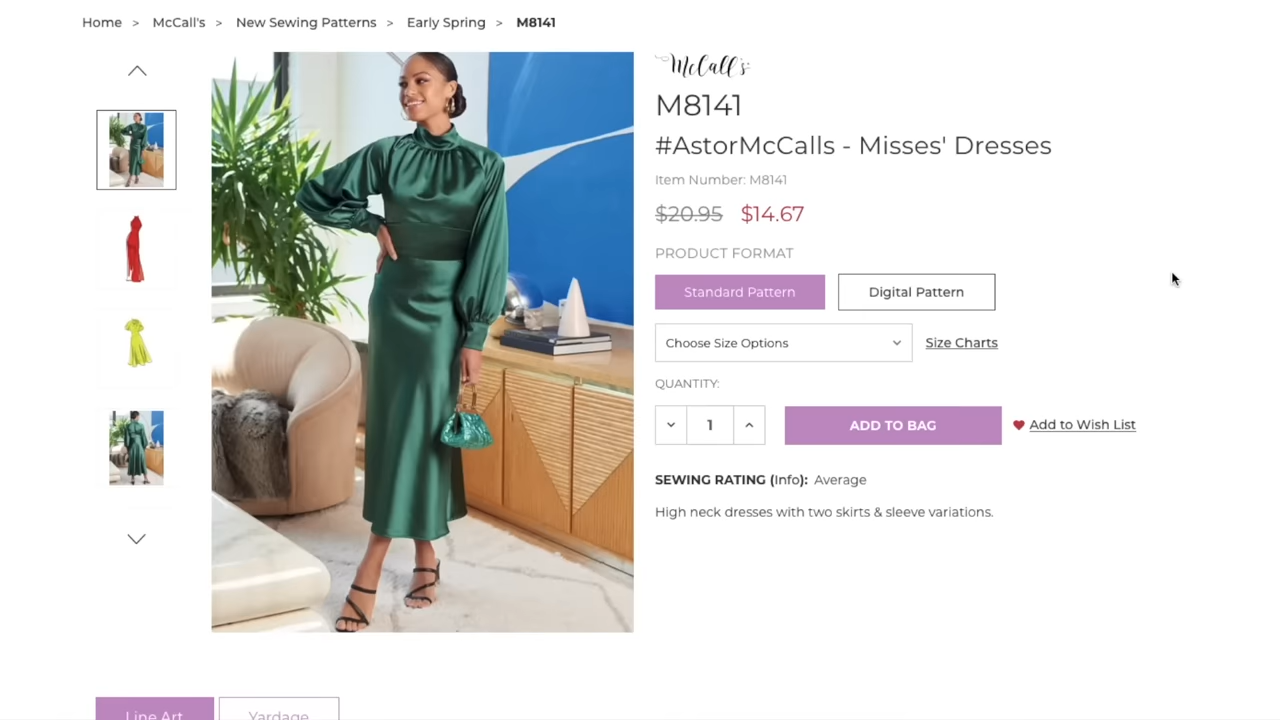 Home > McCall's > New Sewing Patterns > Early Spring > M8141
McCall's
M8141
#AstorMcCalls - Misses' Dresses
Item Number: M8141
$20.95 $14.67
PRODUCT FORMAT
Standard Pattern Digital Pattern
Choose Size Options Size Charts
QUANTITY:
1 ADD TO BAG Add to Wish List
SEWING RATING (Info): Average
High neck dresses with two skirts & sleeve variations.
Line Art Yardage